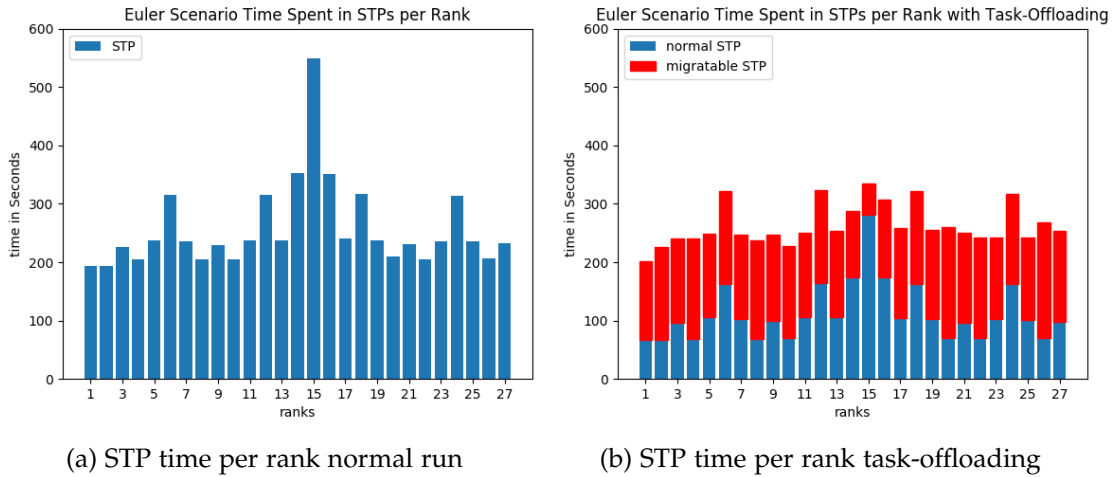 Euler Scenario Time Spent in STPs per Rank
600
500
400
300
200
100
0
time in Seconds
STP
1 3 5 7 9 11 13 15 17 19 21 23 25 27
ranks
(a) STP time per rank normal run
Euler Scenario Time Spent in STPs per Rank with Task-Offloading
600
500
400
300
200
100
0
time in Seconds
normal STP
migratable STP
1 3 5 7 9 11 13 15 17 19 21 23 25 27
ranks
(b) STP time per rank task-offloading